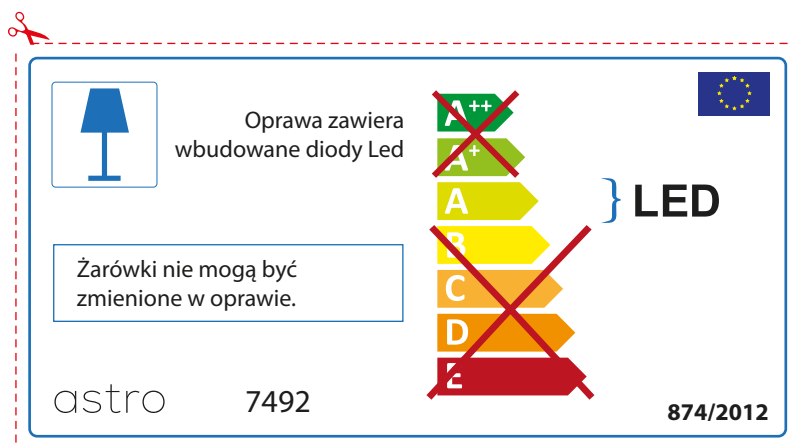 Oprawa zawiera
wbudowane diody Led
A++
A+
A
B
C
D
E
LED
Żarówki nie mogą być
zmienione w oprawie.
astro
7492
874/2012